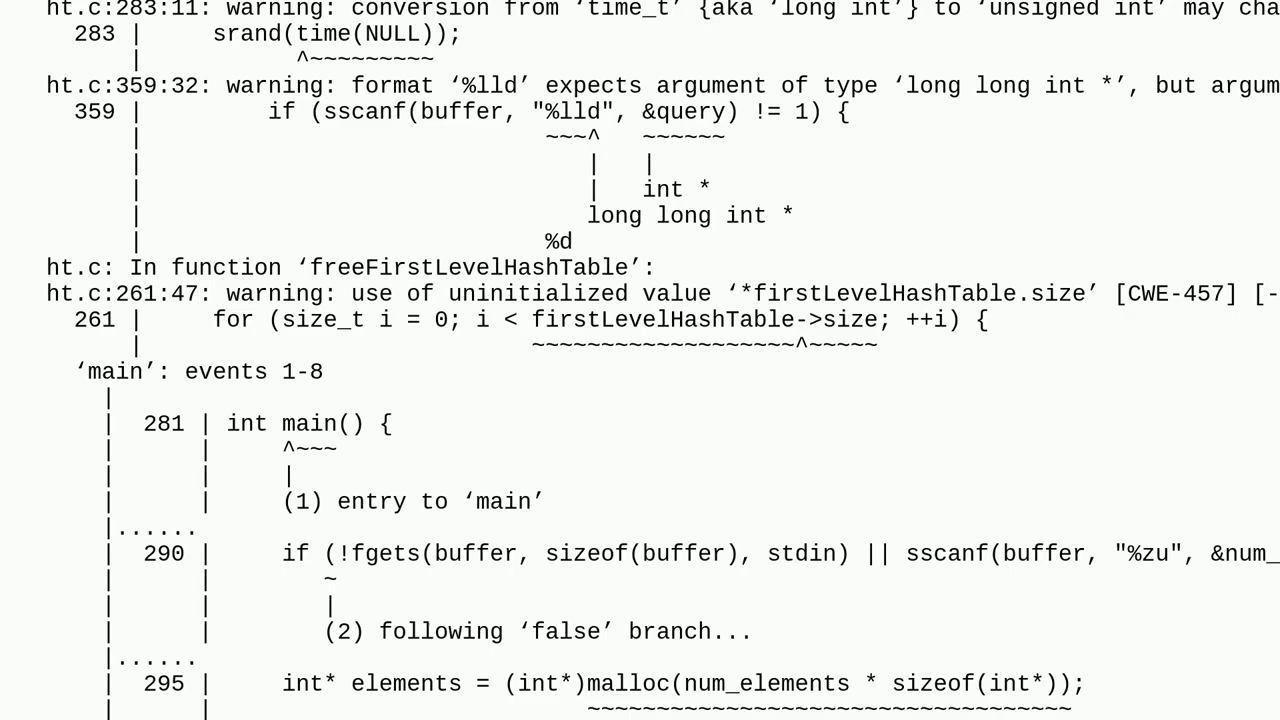 ht.c:283:11: warning: conversion from ‘time_t’ {aka ‘long int’} to ‘unsigned int’ may cha
  283 |     srand(time(NULL));
      |           ^~~~~~~~~~
ht.c:359:32: warning: format ‘%lld’ expects argument of type ‘long long int *’, but argum
  359 |         if (sscanf(buffer, "%lld", &query) != 1) {
      |                             ~~~^   ~~~~~~
      |                                |   |
      |                                |   int *
      |                                long long int *
      |                             %d
ht.c: In function ‘freeFirstLevelHashTable’:
ht.c:261:47: warning: use of uninitialized value ‘*firstLevelHashTable.size’ [CWE-457] [-
  261 |     for (size_t i = 0; i < firstLevelHashTable->size; ++i) {
      |                            ~~~~~~~~~~~~~~~~~~~^~~~~~
  ‘main’: events 1-8
    |
    |  281 | int main() {
    |      |     ^~~~
    |      |     |
    |      |     (1) entry to ‘main’
    |......
    |  290 |     if (!fgets(buffer, sizeof(buffer), stdin) || sscanf(buffer, "%zu", &num_
    |      |        ~
    |      |        |
    |      |        (2) following ‘false’ branch...
    |......
    |  295 |     int* elements = (int*)malloc(num_elements * sizeof(int*));
    |      |                           ~~~~~~~~~~~~~~~~~~~~~~~~~~~~~~~~~~~